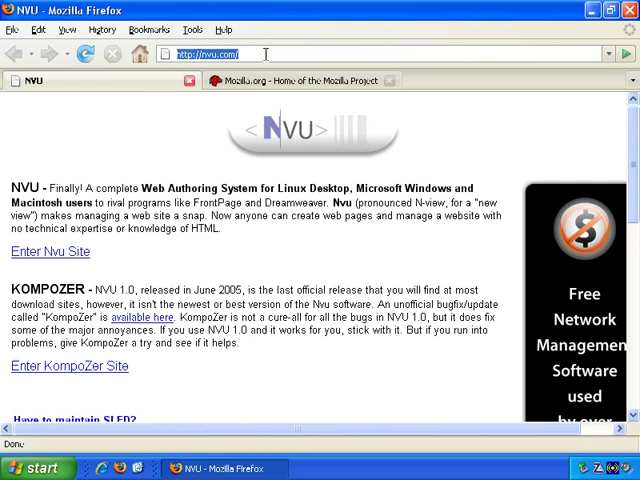 NVU - Mozilla Firefox
File Edit View History Bookmarks Tools Help
http://nvu.com/
NVU
Mozilla.org - Home of the Mozilla Project
< NVU >
NVU - Finally! A complete Web Authoring System for Linux Desktop, Microsoft Windows and
Macintosh users to rival programs like FrontPage and Dreamweaver. Nvu (pronounced N-view, for a "new
view") makes managing a web site a snap. Now anyone can create web pages and manage a website with
no technical expertise or knowledge of HTML.
Enter Nvu Site
KOMPOZER - NVU 1.0, released in June 2005, is the last official release that you will find at most
download sites, however, it isn't the newest or best version of the Nvu software. An unofficial bugfix/update
called "KompoZer" is available here. KompoZer is not a cure-all for all the bugs in NVU 1.0, but it does fix
some of the major annoyances. If you use NVU 1.0 and it works for you, stick with it. But if you run into
problems, give KompoZer a try and see if it helps.
Enter KompoZer Site
Have to maintain SLED?
$
Free
Network
Managemen
Software
used
by over
Done
start
NVU - Mozilla Firefox